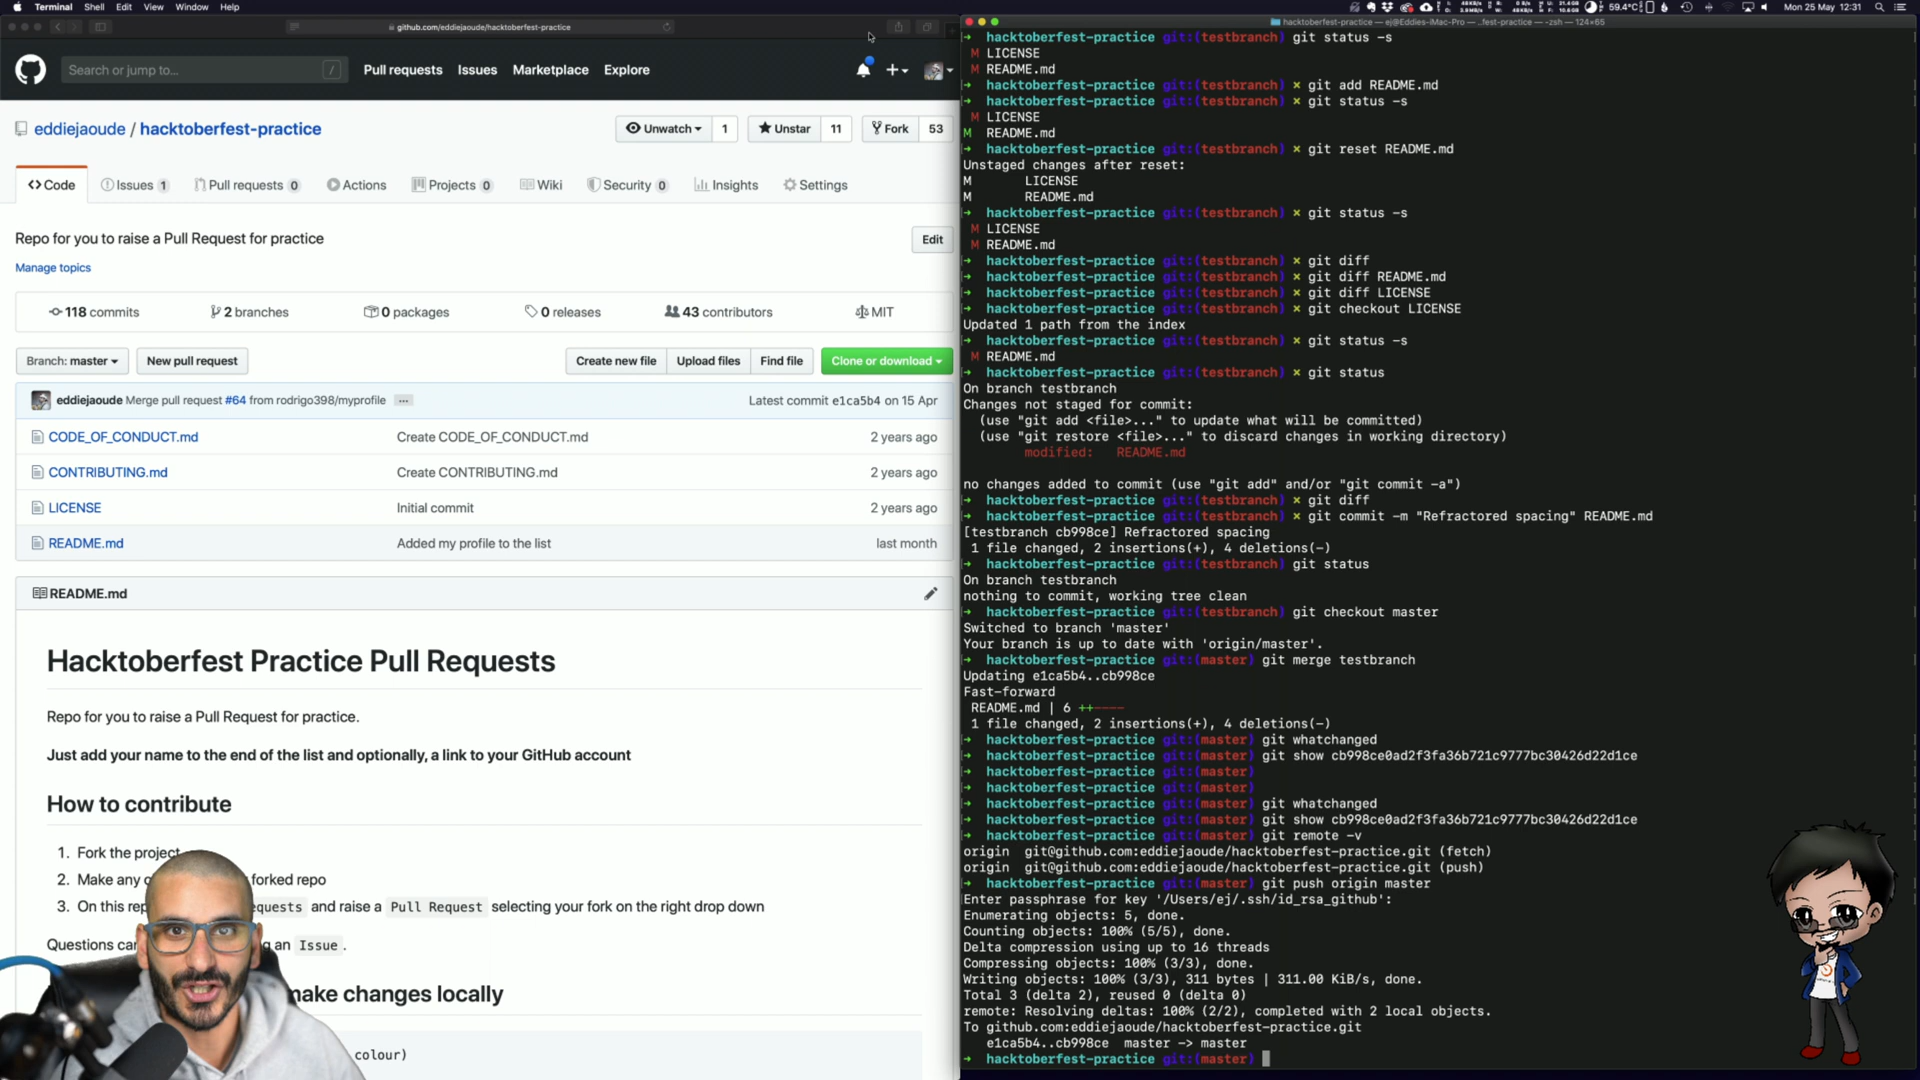 Terminal Shell Edit View Window Help
59.4°C
Mon 25 May 12:31
github.com/eddiejaoude/hacktoberfest-practice
Search or jump to... /
Pull requests Issues Marketplace Explore
eddiejaoude / hacktoberfest-practice
Unwatch 1 Unstar 11 Fork 53
Code Issues 1 Pull requests 0 Actions Projects 0 Wiki Security 0 Insights Settings
Repo for you to raise a Pull Request for practice
Edit
Manage topics
118 commits 2 branches 0 packages 0 releases 43 contributors MIT
Branch: master New pull request Create new file Upload files Find file Clone or download
eddiejaoude Merge pull request #64 from rodrigo398/myprofile ... Latest commit e1ca5b4 on 15 Apr
CODE_OF_CONDUCT.md Create CODE_OF_CONDUCT.md 2 years ago
CONTRIBUTING.md Create CONTRIBUTING.md 2 years ago
LICENSE Initial commit 2 years ago
README.md Added my profile to the list last month
README.md
Hacktoberfest Practice Pull Requests
Repo for you to raise a Pull Request for practice.
Just add your name to the end of the list and optionally, a link to your GitHub account
How to contribute
1. Fork the project
2. Make any c forked repo
3. On this rep equests and raise a Pull Request selecting your fork on the right drop down
Questions can g an Issue .
make changes locally
colour)
hacktoberfest-practice — ej@Eddies-iMac-Pro — ..fest-practice — -zsh — 124×65
→ hacktoberfest-practice git:(testbranch) git status -s
M LICENSE
M README.md
→ hacktoberfest-practice git:(testbranch) × git add README.md
→ hacktoberfest-practice git:(testbranch) × git status -s
M LICENSE
M README.md
→ hacktoberfest-practice git:(testbranch) × git reset README.md
Unstaged changes after reset:
M LICENSE
M README.md
→ hacktoberfest-practice git:(testbranch) × git status -s
M LICENSE
M README.md
→ hacktoberfest-practice git:(testbranch) × git diff
→ hacktoberfest-practice git:(testbranch) × git diff README.md
→ hacktoberfest-practice git:(testbranch) × git diff LICENSE
→ hacktoberfest-practice git:(testbranch) × git checkout LICENSE
Updated 1 path from the index
→ hacktoberfest-practice git:(testbranch) × git status -s
M README.md
→ hacktoberfest-practice git:(testbranch) × git status
On branch testbranch
Changes not staged for commit:
(use "git add <file>..." to update what will be committed)
(use "git restore <file>..." to discard changes in working directory)
modified: README.md
no changes added to commit (use "git add" and/or "git commit -a")
→ hacktoberfest-practice git:(testbranch) × git diff
→ hacktoberfest-practice git:(testbranch) × git commit -m "Refractored spacing" README.md
[testbranch cb998ce] Refractored spacing
1 file changed, 2 insertions(+), 4 deletions(-)
→ hacktoberfest-practice git:(testbranch) git status
On branch testbranch
nothing to commit, working tree clean
→ hacktoberfest-practice git:(testbranch) git checkout master
Switched to branch 'master'
Your branch is up to date with 'origin/master'.
→ hacktoberfest-practice git:(master) git merge testbranch
Updating e1ca5b4..cb998ce
Fast-forward
README.md | 6 ++----
1 file changed, 2 insertions(+), 4 deletions(-)
→ hacktoberfest-practice git:(master) git whatchanged
→ hacktoberfest-practice git:(master) git show cb998ce0ad2f3fa36b721c9777bc30426d22d1ce
→ hacktoberfest-practice git:(master)
→ hacktoberfest-practice git:(master)
→ hacktoberfest-practice git:(master) git whatchanged
→ hacktoberfest-practice git:(master) git show cb998ce0ad2f3fa36b721c9777bc30426d22d1ce
→ hacktoberfest-practice git:(master) git remote -v
origin git@github.com:eddiejaoude/hacktoberfest-practice.git (fetch)
origin git@github.com:eddiejaoude/hacktoberfest-practice.git (push)
→ hacktoberfest-practice git:(master) git push origin master
Enter passphrase for key '/Users/ej/.ssh/id_rsa_github':
Enumerating objects: 5, done.
Counting objects: 100% (5/5), done.
Delta compression using up to 16 threads
Compressing objects: 100% (3/3), done.
Writing objects: 100% (3/3), 311 bytes | 311.00 KiB/s, done.
Total 3 (delta 2), reused 0 (delta 0)
remote: Resolving deltas: 100% (2/2), completed with 2 local objects.
To github.com:eddiejaoude/hacktoberfest-practice.git
e1ca5b4..cb998ce master -> master
→ hacktoberfest-practice git:(master)